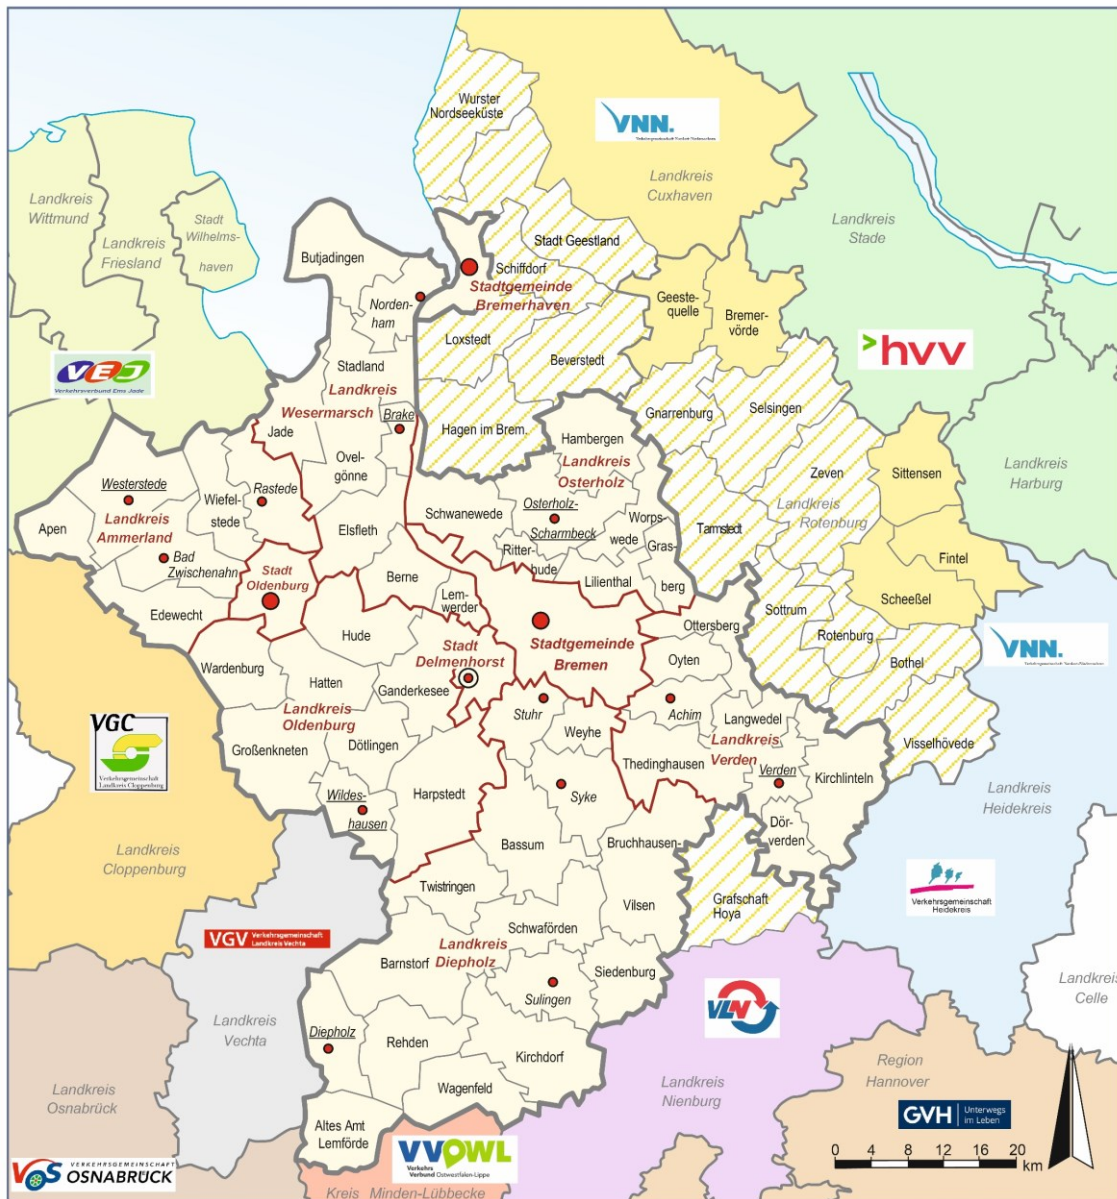 Wurster
Nordseeküste
VNN.
Landkreis
Cuxhaven
Landkreis
Wittmund
Landkreis
Friesland
Stadt
Wilhelms-
haven
Landkreis
Stade
Butjadingen
Stadt Geestland
Schiffdorf
Stadtgemeinde
Bremerhaven
Norden-
ham
Geeste-
quelle
Bremer-
vörde
Loxstedt
Beverstedt
>hvv
VEJ
Verkehrsverbund Ems Jade
Stadland
Landkreis
Wesermarsch
Brake
Jade
Ovel-
gönne
Hagen im Brem.
Gnarrenburg
Selsingen
Hambergen
Landkreis
Osterholz
Zeven
Sittensen
Landkreis
Harburg
Westerstede
Wiefel-
stede
Rastede
Apen
Landkreis
Ammerland
Bad
Zwischenahn
Elsfleth
Schwanewede
Osterholz-
Scharmbeck
Worps-
wede
Ritter-
hude
Gras-
berg
Lilienthal
Tarmstedt
Landkreis
Rotenburg
Fintel
Scheeßel
Edewecht
Stadt
Oldenburg
Berne
Lem-
werder
Hude
Stadt
Delmenhorst
Stadtgemeinde
Bremen
Ottersberg
Sottrum
Rotenburg
Bothel
VNN.
Oyten
Wardenburg
Hatten
Ganderkesee
Landkreis
Oldenburg
Stuhr
Achim
Langwedel
Weyhe
Landkreis
Verden
Visselhövede
VGC
Verkehrsgemeinschaft
Landkreis Cloppenburg
Großenkneten
Dötlingen
Thedinghausen
Verden
Kirchlinteln
Landkreis
Heidekreis
Wildes-
hausen
Harpstedt
Syke
Dör-
verden
Landkreis
Cloppenburg
Bassum
Bruchhausen-
Vilsen
Twistringen
Grafschaft
Hoya
Verkehrsgemeinschaft
Heidekreis
VGV Verkehrsgemeinschaft
Landkreis Vechta
Schwaförden
Barnstorf
Landkreis
Diepholz
Siedenburg
Sulingen
Landkreis
Celle
VLN
Landkreis
Vechta
Diepholz
Rehden
Kirchdorf
Wagenfeld
Landkreis
Osnabrück
Landkreis
Nienburg
Region
Hannover
GVH Unterwegs
im Leben
Altes Amt
Lemförde
VVOWL
Verkehrs
Verbund Ostwestfalen-Lippe
VOS VERKEHRSGEMEINSCHAFT
OSNABRÜCK
Kreis Minden-Lübbecke
0 4 8 12 16 20
km